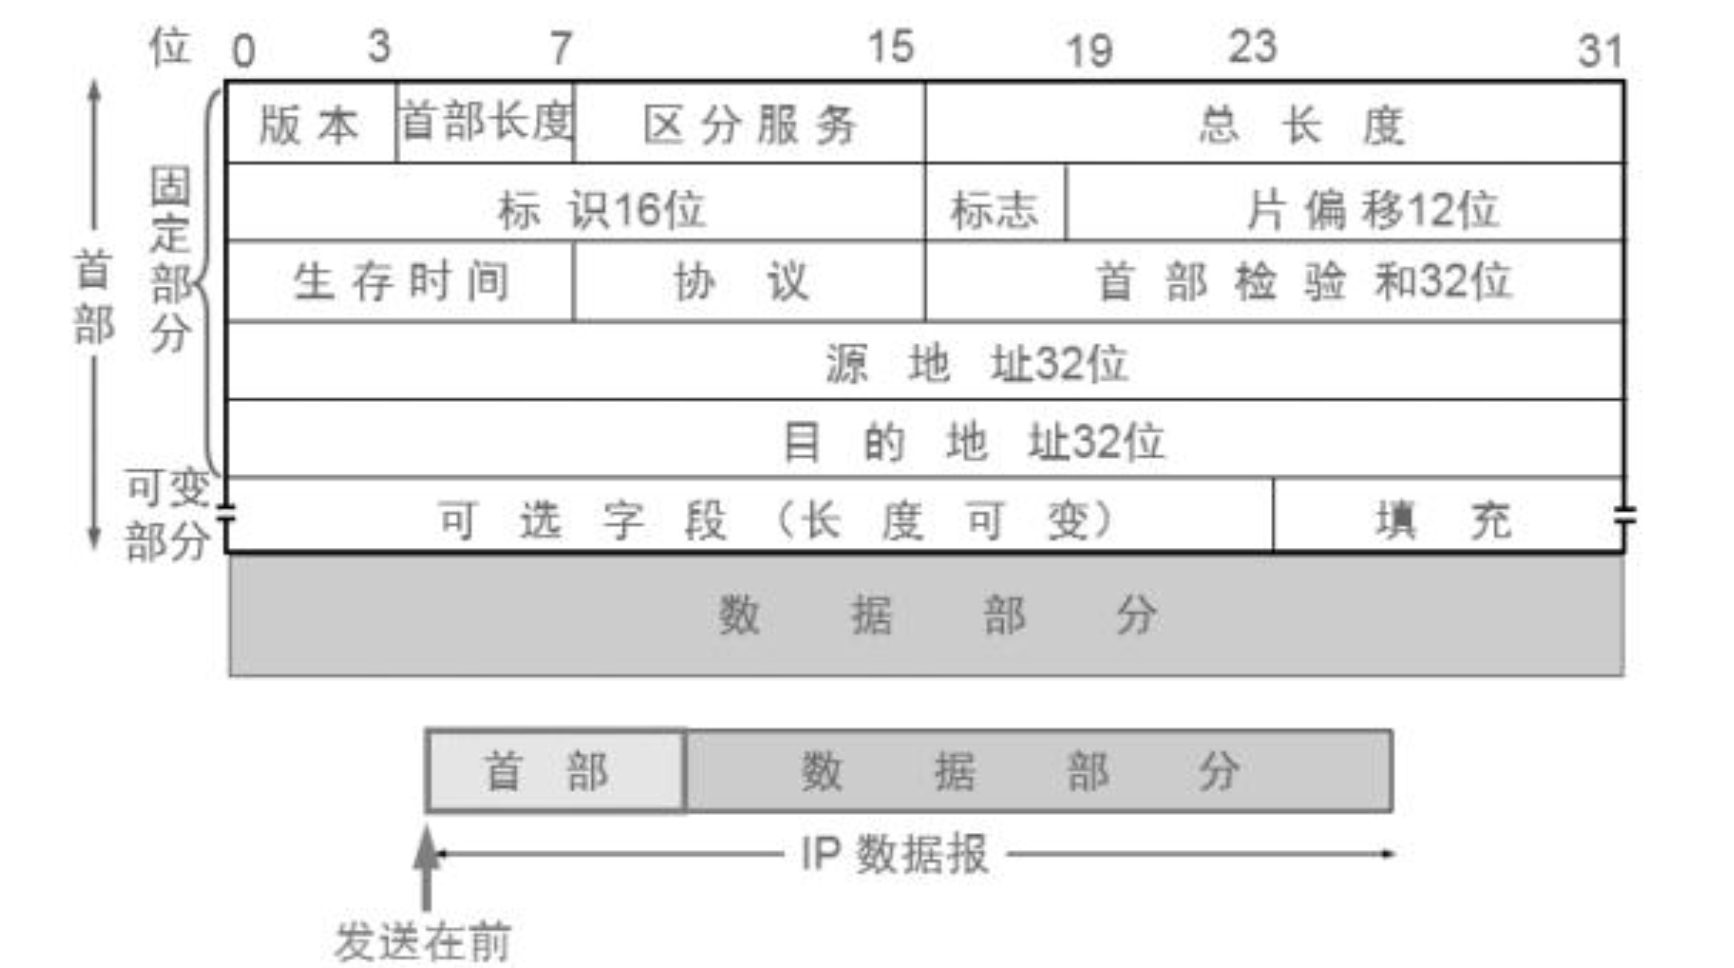 位 0 3 7 15 19 23 31
版本 首部长度 区分服务 总长度
标识16位 标志 片偏移12位
生存时间 协议 首部检验和32位
源地址32位
目的地址32位
可选字段（长度可变） 填充
首部
固定部分
可变部分
数据部分
首部 数据部分
IP 数据报
发送在前